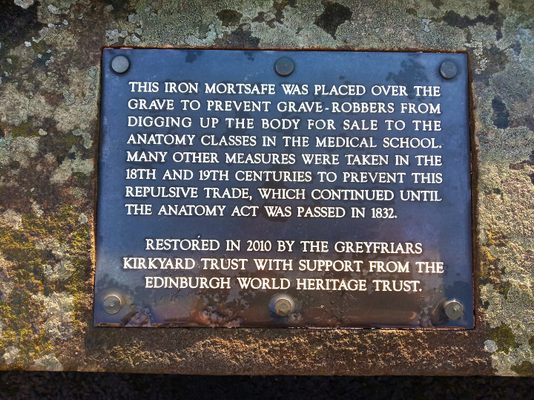 THIS IRON MORTSAFE WAS PLACED OVER THE
GRAVE TO PREVENT GRAVE-ROBBERS FROM
DIGGING UP THE BODY FOR SALE TO THE
ANATOMY CLASSES IN THE MEDICAL SCHOOL.
MANY OTHER MEASURES WERE TAKEN IN THE
18TH AND 19TH CENTURIES TO PREVENT THIS
REPULSIVE TRADE, WHICH CONTINUED UNTIL
THE ANATOMY ACT WAS PASSED IN 1832.
RESTORED IN 2010 BY THE GREYFRIARS
KIRKYARD TRUST WITH SUPPORT FROM THE
EDINBURGH WORLD HERITAGE TRUST.